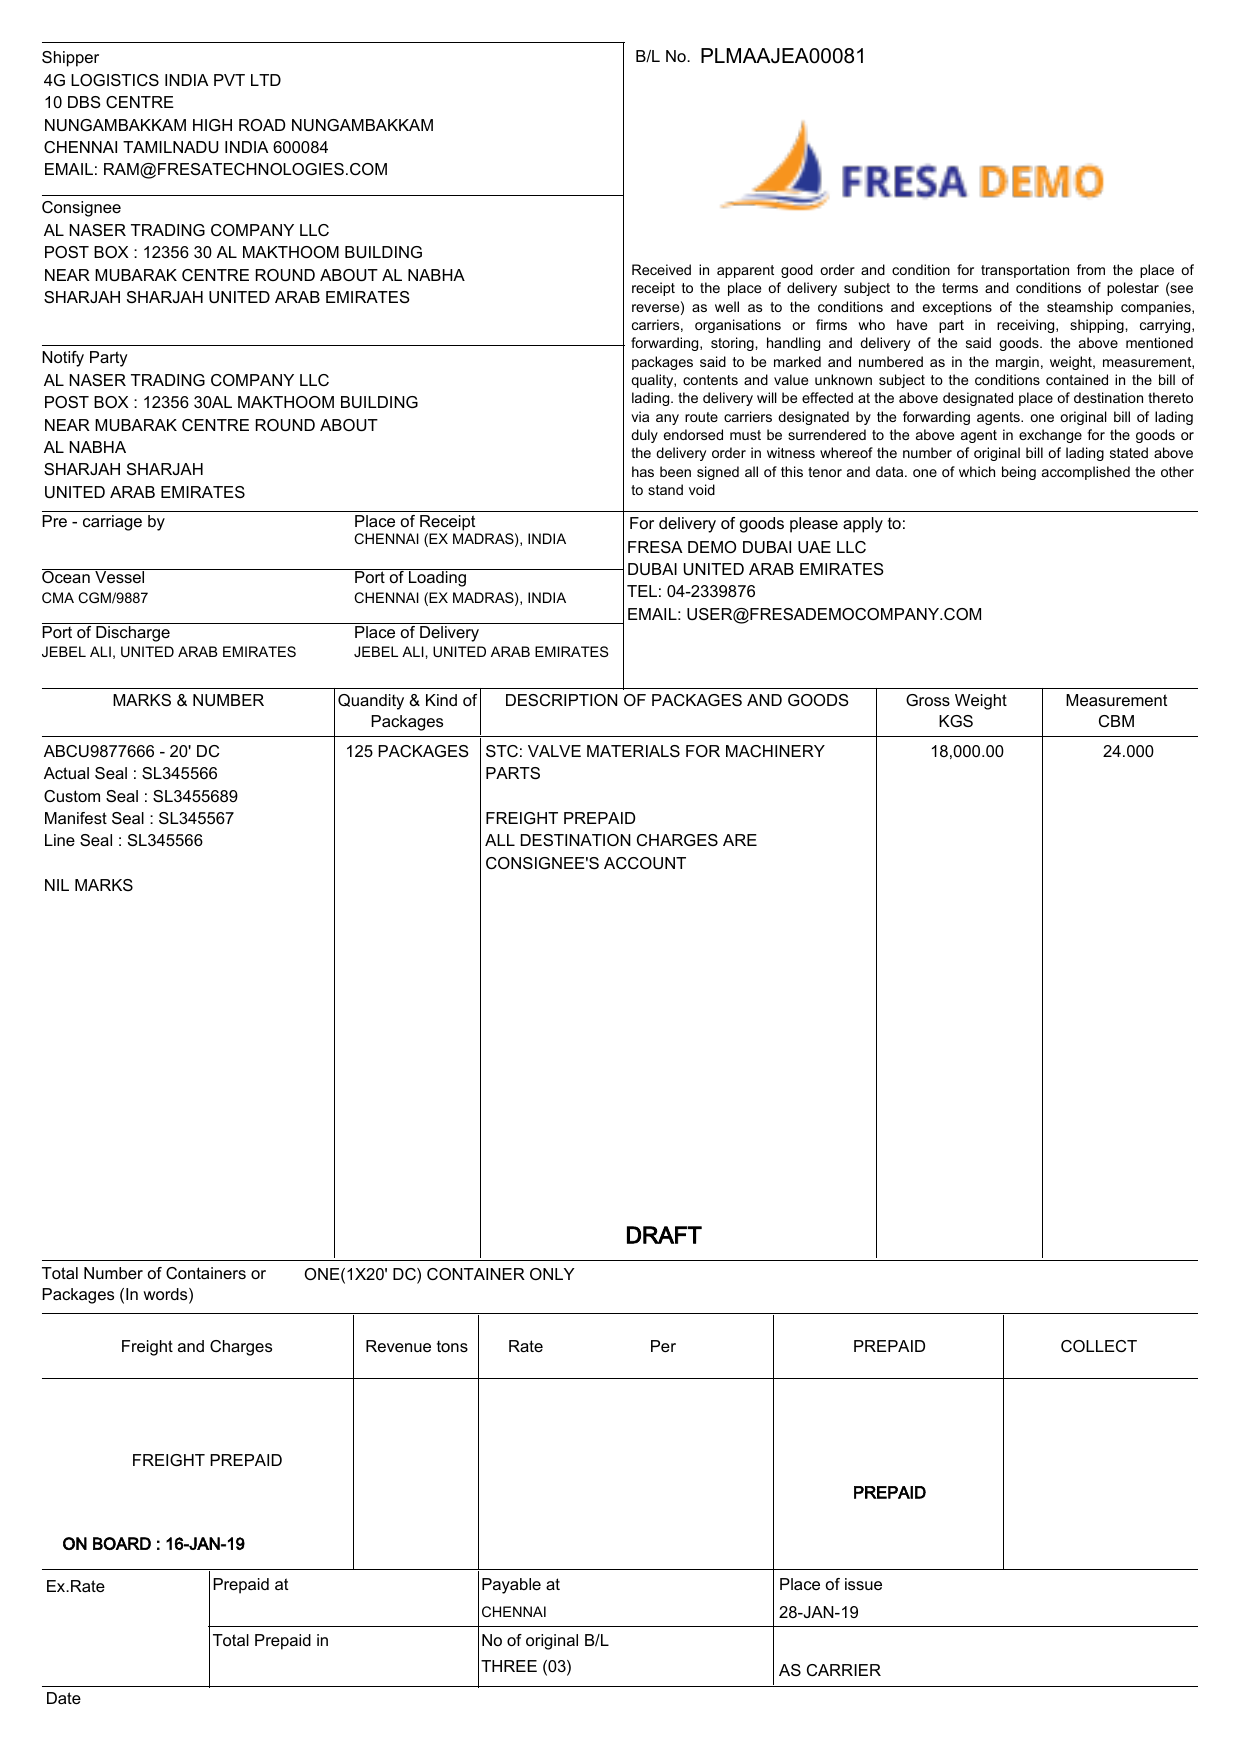 Shipper
4G LOGISTICS INDIA PVT LTD
10 DBS CENTRE
NUNGAMBAKKAM HIGH ROAD NUNGAMBAKKAM
CHENNAI TAMILNADU INDIA 600084
EMAIL: RAM@FRESATECHNOLOGIES.COM
B/L No. PLMAAJEA00081
FRESA DEMO
Consignee
AL NASER TRADING COMPANY LLC
POST BOX : 12356 30 AL MAKTHOOM BUILDING
NEAR MUBARAK CENTRE ROUND ABOUT AL NABHA
SHARJAH SHARJAH UNITED ARAB EMIRATES
Notify Party
AL NASER TRADING COMPANY LLC
POST BOX : 12356 30AL MAKTHOOM BUILDING
NEAR MUBARAK CENTRE ROUND ABOUT
AL NABHA
SHARJAH SHARJAH
UNITED ARAB EMIRATES
Received in apparent good order and condition for transportation from the place of
receipt to the place of delivery subject to the terms and conditions of polestar (see
reverse) as well as to the conditions and exceptions of the steamship companies,
carriers, organisations or firms who have part in receiving, shipping, carrying,
forwarding, storing, handling and delivery of the said goods. the above mentioned
packages said to be marked and numbered as in the margin, weight, measurement,
quality, contents and value unknown subject to the conditions contained in the bill of
lading. the delivery will be effected at the above designated place of destination thereto
via any route carriers designated by the forwarding agents. one original bill of lading
duly endorsed must be surrendered to the above agent in exchange for the goods or
the delivery order in witness whereof the number of original bill of lading stated above
has been signed all of this tenor and data. one of which being accomplished the other
to stand void
Pre - carriage by
Place of Receipt
CHENNAI (EX MADRAS), INDIA
Ocean Vessel
CMA CGM/9887
Port of Loading
CHENNAI (EX MADRAS), INDIA
Port of Discharge
JEBEL ALI, UNITED ARAB EMIRATES
Place of Delivery
JEBEL ALI, UNITED ARAB EMIRATES
For delivery of goods please apply to:
FRESA DEMO DUBAI UAE LLC
DUBAI UNITED ARAB EMIRATES
TEL: 04-2339876
EMAIL: USER@FRESADEMOCOMPANY.COM
MARKS & NUMBER
Quandity & Kind of
Packages
DESCRIPTION OF PACKAGES AND GOODS
Gross Weight
KGS
Measurement
CBM
ABCU9877666 - 20' DC
Actual Seal : SL345566
Custom Seal : SL3455689
Manifest Seal : SL345567
Line Seal : SL345566
NIL MARKS
125 PACKAGES
STC: VALVE MATERIALS FOR MACHINERY
PARTS
FREIGHT PREPAID
ALL DESTINATION CHARGES ARE
CONSIGNEE'S ACCOUNT
18,000.00
24.000
DRAFT
Total Number of Containers or
Packages (In words)
ONE(1X20' DC) CONTAINER ONLY
Freight and Charges
Revenue tons
Rate
Per
PREPAID
COLLECT
FREIGHT PREPAID
PREPAID
ON BOARD : 16-JAN-19
Ex.Rate
Prepaid at
Payable at
CHENNAI
Place of issue
28-JAN-19
Total Prepaid in
No of original B/L
THREE (03)
AS CARRIER
Date